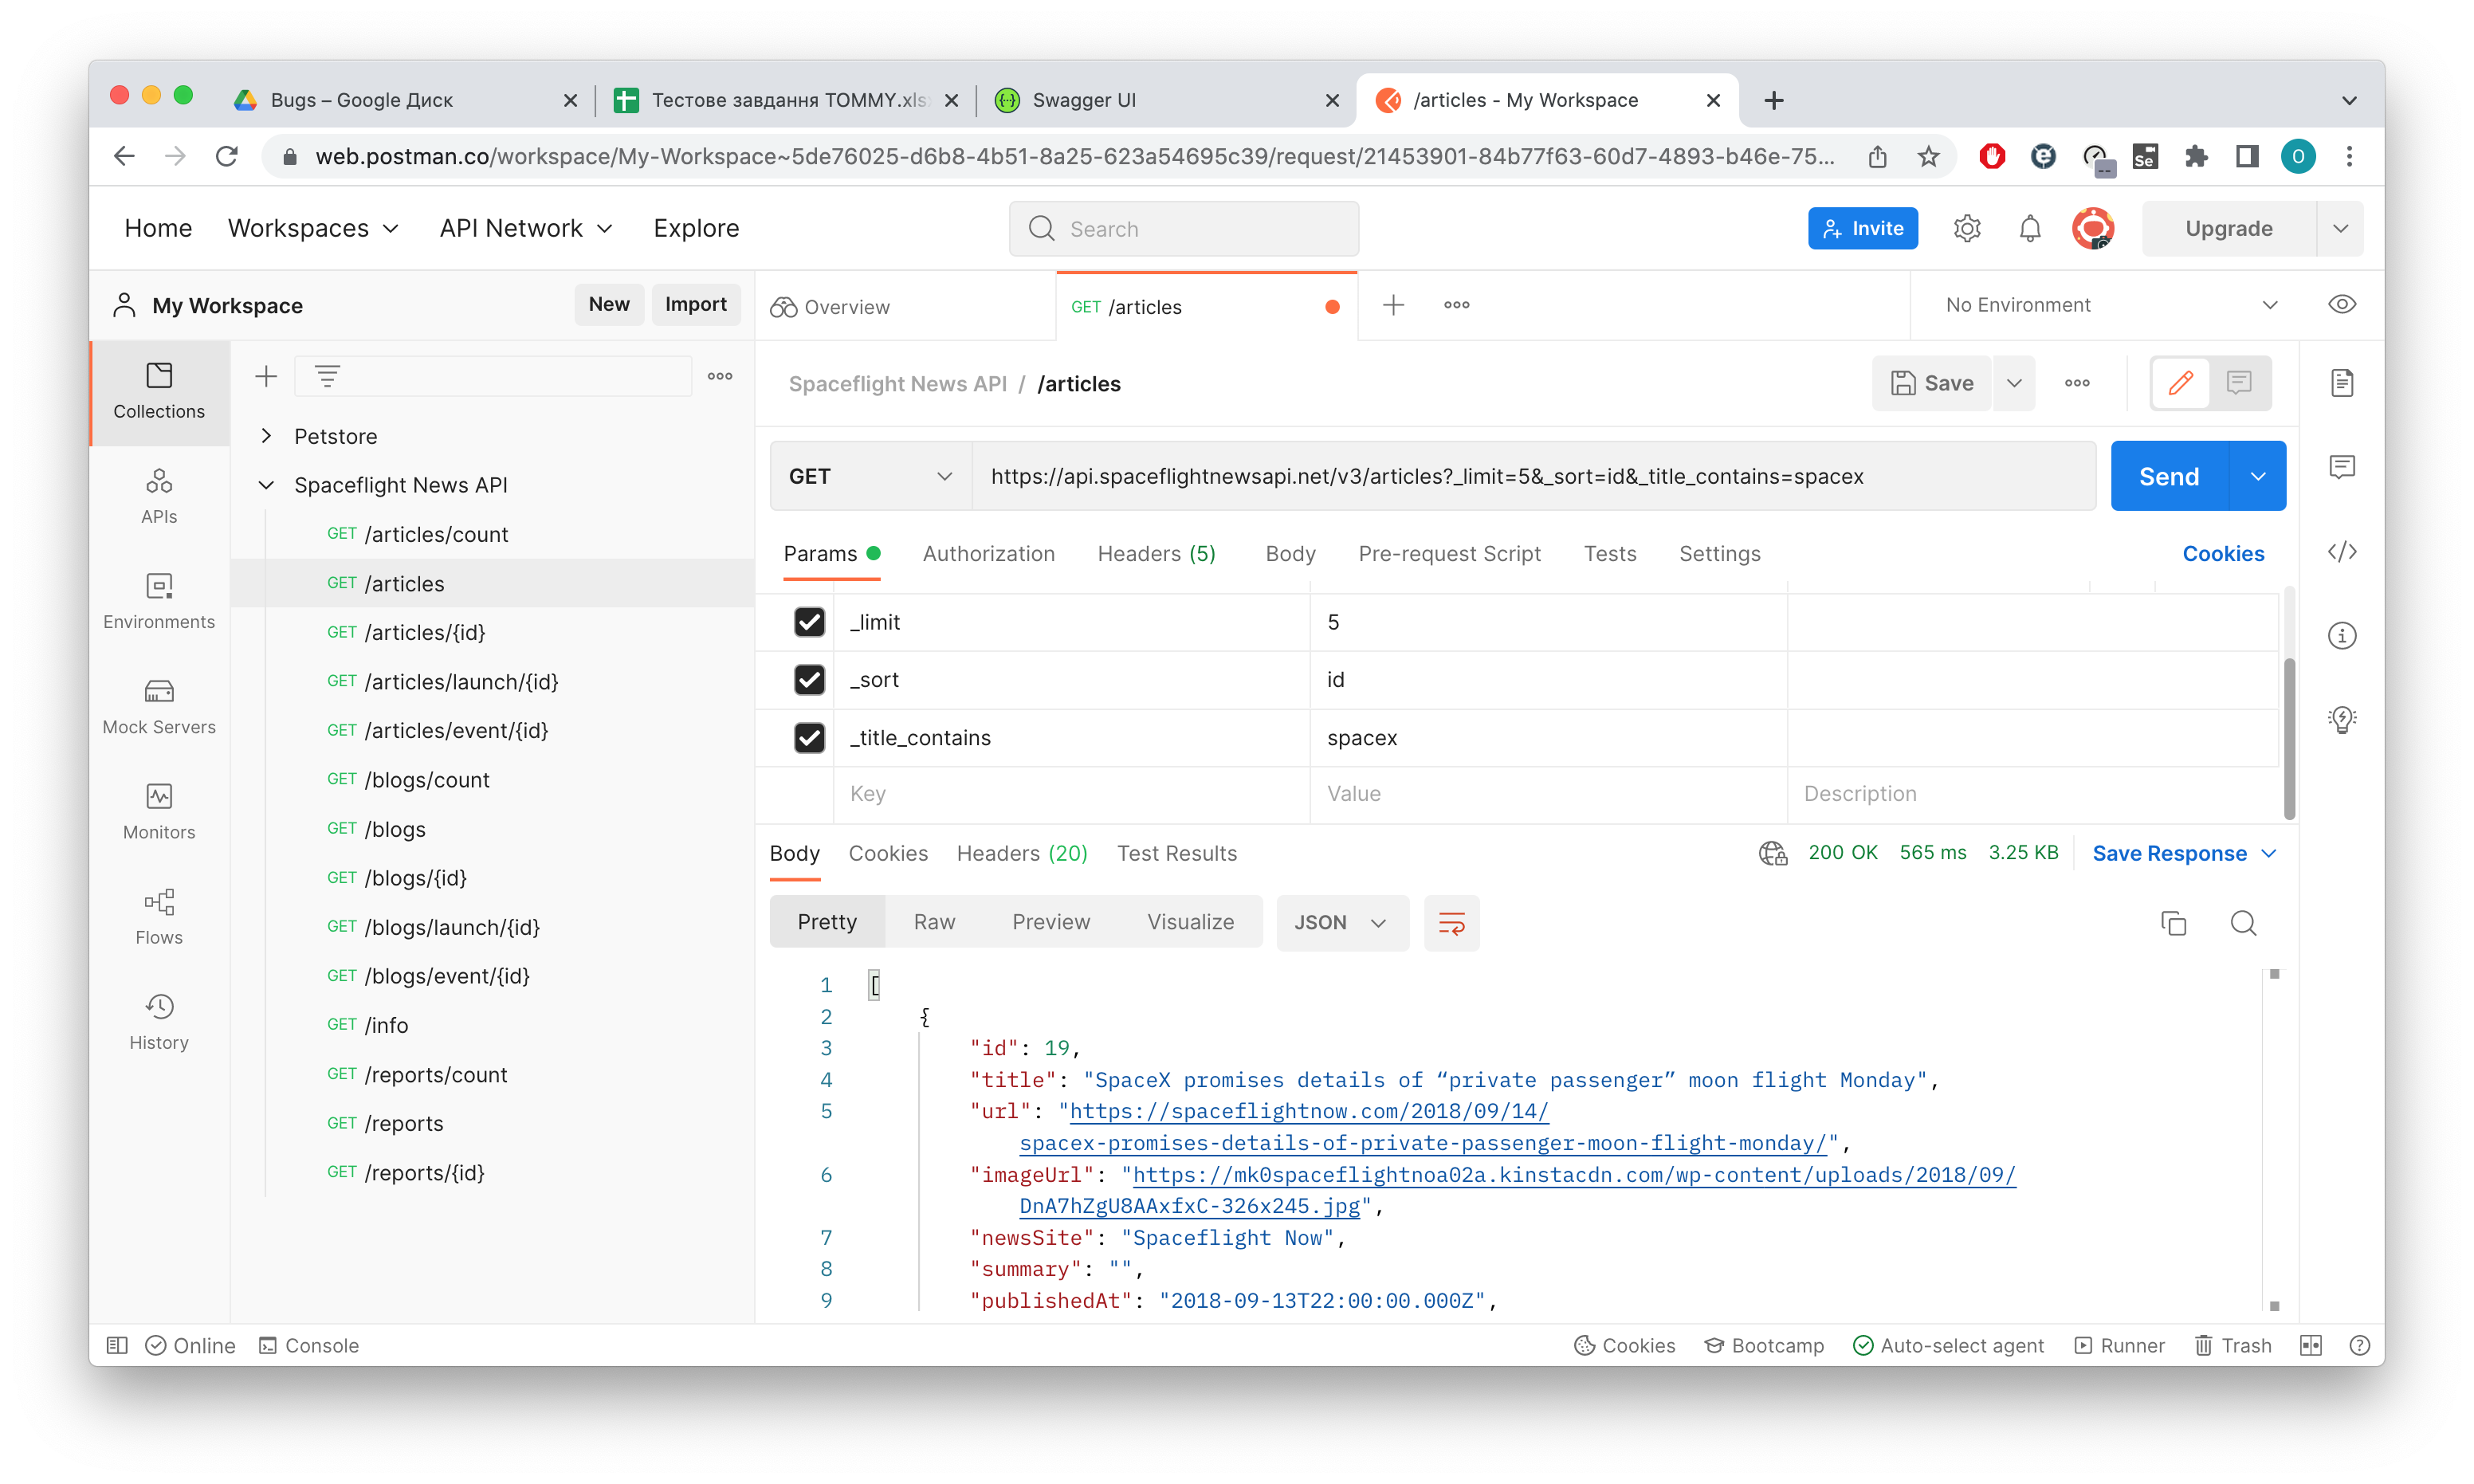 Bugs – Google Диск
Тестове завдання TOMMY.xls
Swagger UI
/articles - My Workspace
web.postman.co/workspace/My-Workspace~5de76025-d6b8-4b51-8a25-623a54695c39/request/21453901-84b77f63-60d7-4893-b46e-75...
Se
--
O
Home
Workspaces
API Network
Explore
Search
Invite
Upgrade
My Workspace
New
Import
Overview
GET /articles
No Environment
Collections
APIs
Environments
Mock Servers
Monitors
Flows
History
Petstore
Spaceflight News API
GET /articles/count
GET /articles
GET /articles/{id}
GET /articles/launch/{id}
GET /articles/event/{id}
GET /blogs/count
GET /blogs
GET /blogs/{id}
GET /blogs/launch/{id}
GET /blogs/event/{id}
GET /info
GET /reports/count
GET /reports
GET /reports/{id}
Spaceflight News API / /articles
Save
GET
https://api.spaceflightnewsapi.net/v3/articles?_limit=5&_sort=id&_title_contains=spacex
Send
Params
Authorization
Headers (5)
Body
Pre-request Script
Tests
Settings
Cookies
_limit 5
_sort id
_title_contains spacex
Key Value Description
Body
Cookies
Headers (20)
Test Results
200 OK 565 ms 3.25 KB
Save Response
Pretty
Raw
Preview
Visualize
JSON
1 [
2 {
3 "id": 19,
4 "title": "SpaceX promises details of “private passenger” moon flight Monday",
5 "url": "https://spaceflightnow.com/2018/09/14/
spacex-promises-details-of-private-passenger-moon-flight-monday/",
6 "imageUrl": "https://mk0spaceflightnoa02a.kinstacdn.com/wp-content/uploads/2018/09/
DnA7hZgU8AAxfxC-326x245.jpg",
7 "newsSite": "Spaceflight Now",
8 "summary": "",
9 "publishedAt": "2018-09-13T22:00:00.000Z",
Online
Console
Cookies
Bootcamp
Auto-select agent
Runner
Trash